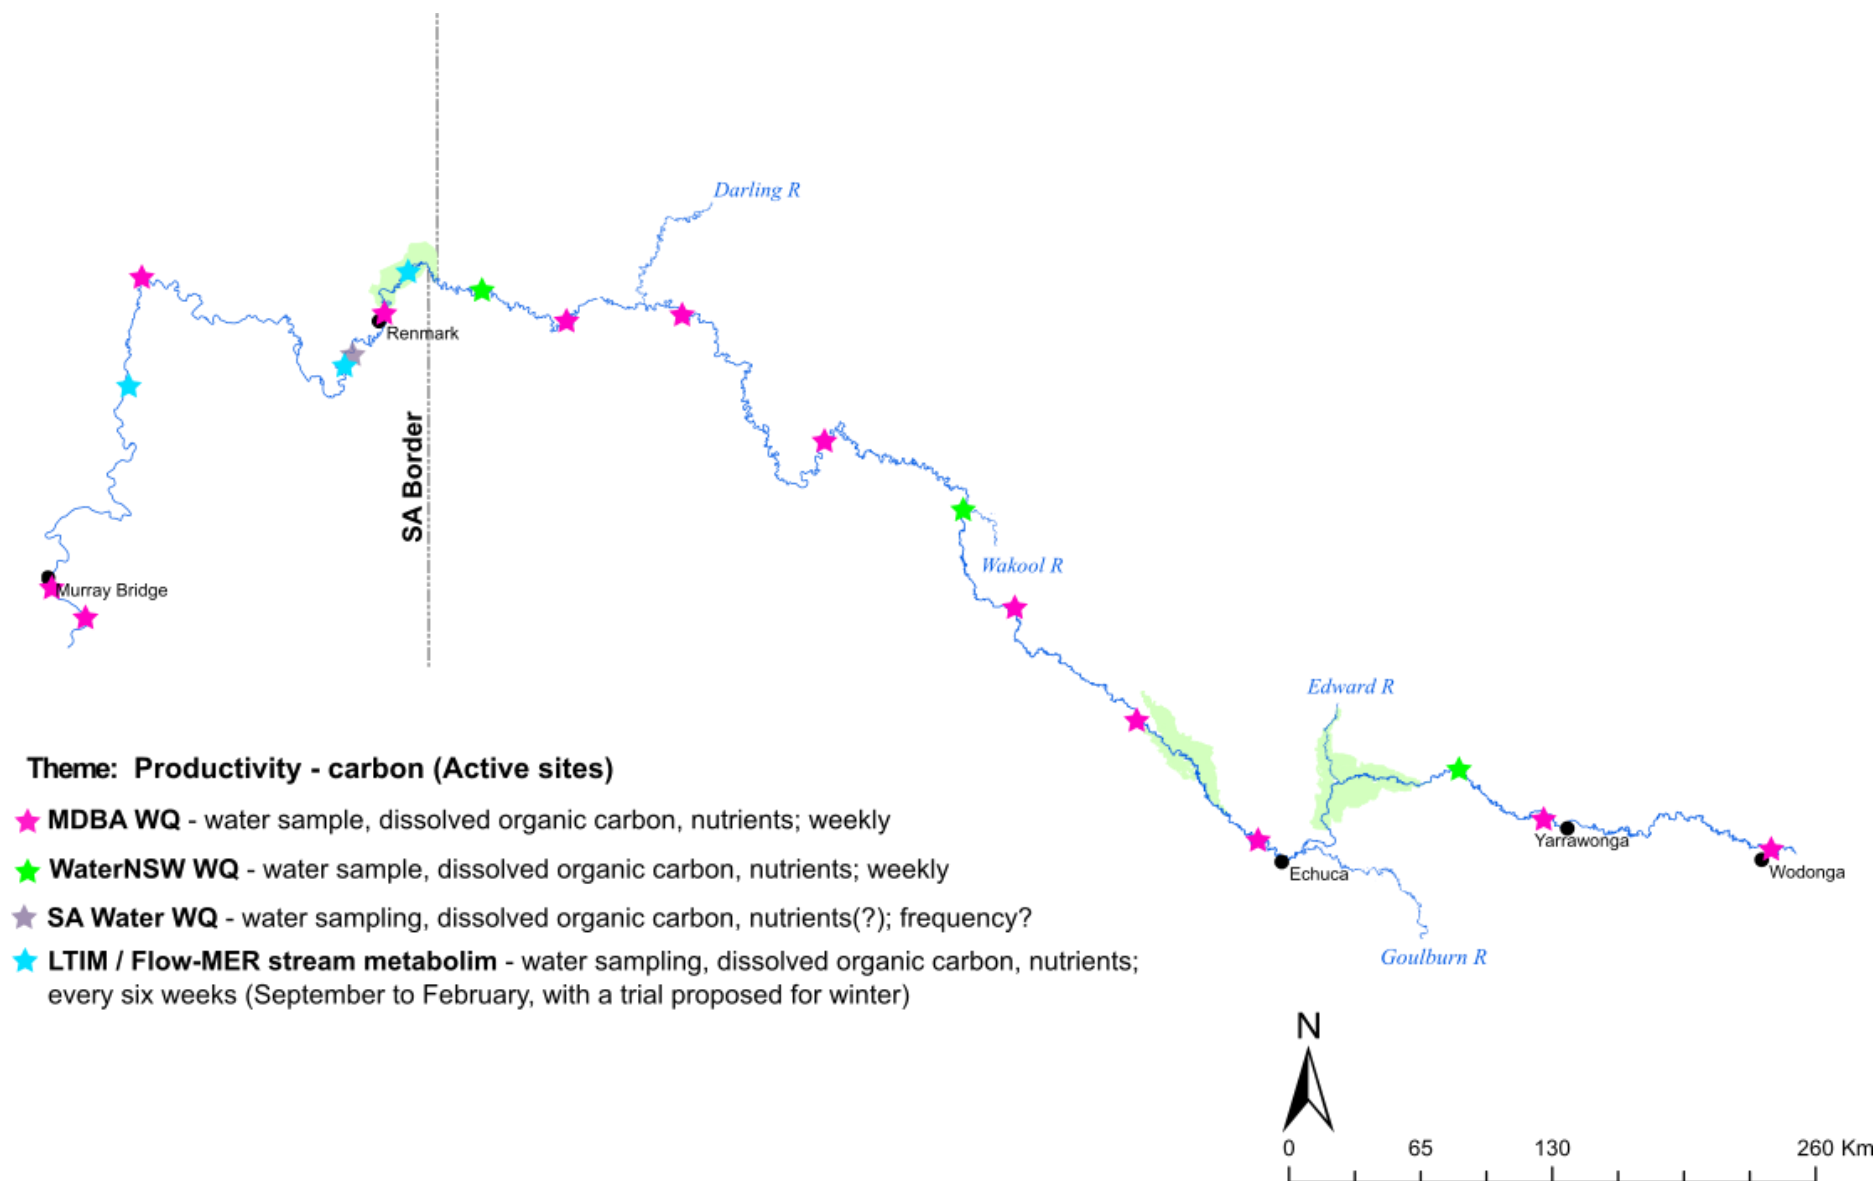 Darling R
Renmark
SA Border
Wakool R
Murray Bridge
Edward R
Yarrawonga
Echuca
Wodonga
Goulburn R
Theme: Productivity - carbon (Active sites)
MDBA WQ - water sample, dissolved organic carbon, nutrients; weekly
WaterNSW WQ - water sample, dissolved organic carbon, nutrients; weekly
SA Water WQ - water sampling, dissolved organic carbon, nutrients(?); frequency?
LTIM / Flow-MER stream metabolim - water sampling, dissolved organic carbon, nutrients;
every six weeks (September to February, with a trial proposed for winter)
N
0 65 130 260 Km